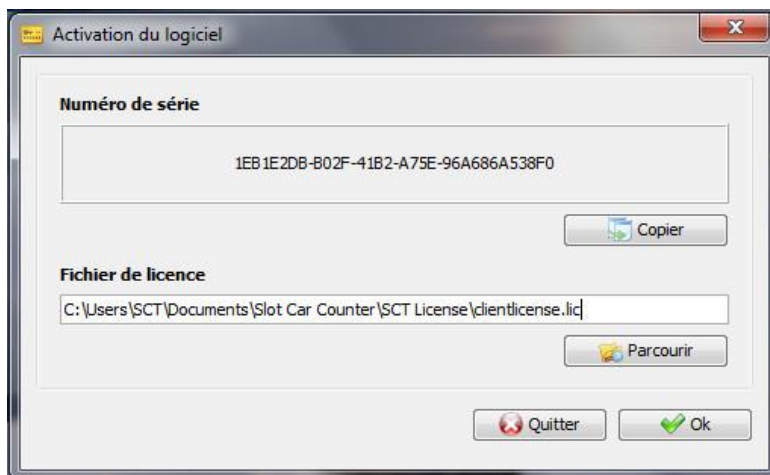 Activation du logiciel
Numéro de série
1EB1E2DB-B02F-41B2-A75E-96A686A538F0
Copier
Fichier de licence
C:\Users\SCT\Documents\Slot Car Counter\SCT License\clientlicense.lic
Parcourir
Quitter
Ok